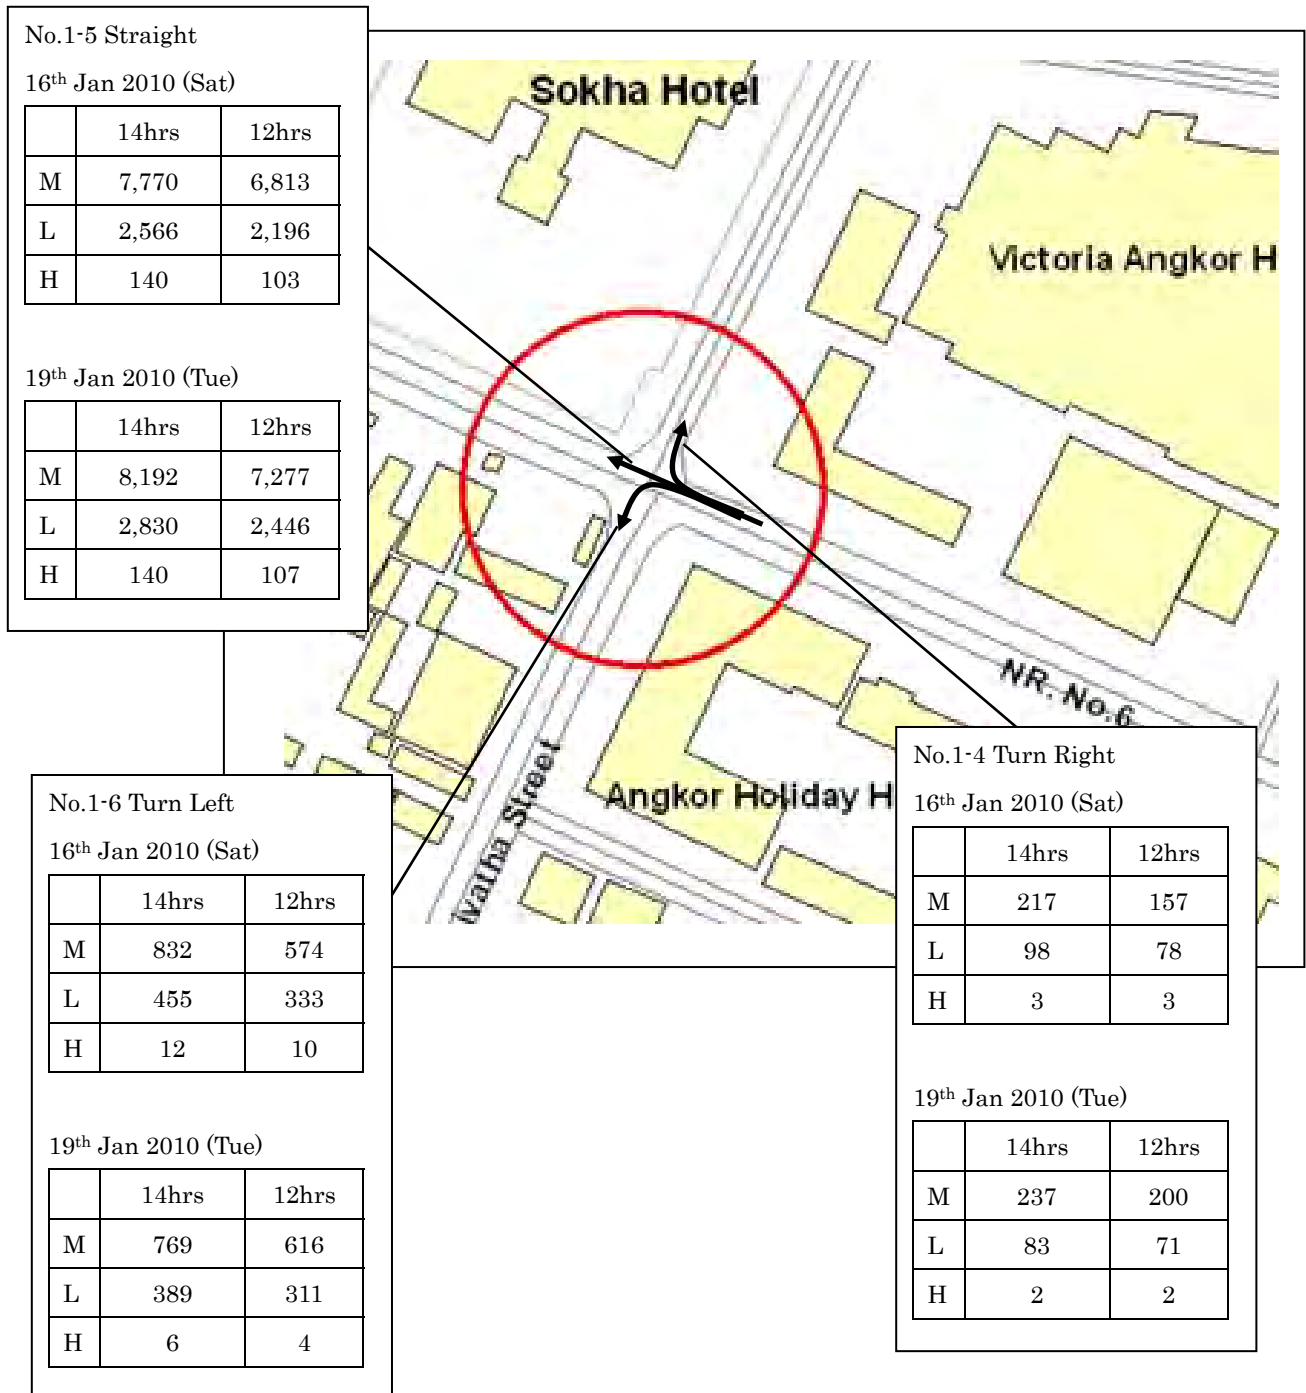 No.1-5 Straight
16th Jan 2010 (Sat)
14hrs 12hrs
M 7,770 6,813
L 2,566 2,196
H 140 103
19th Jan 2010 (Tue)
14hrs 12hrs
M 8,192 7,277
L 2,830 2,446
H 140 107
Sokha Hotel
Victoria Angkor H
NR. No.6
Angkor Holiday H
ivatha Street
No.1-6 Turn Left
16th Jan 2010 (Sat)
14hrs 12hrs
M 832 574
L 455 333
H 12 10
19th Jan 2010 (Tue)
14hrs 12hrs
M 769 616
L 389 311
H 6 4
No.1-4 Turn Right
16th Jan 2010 (Sat)
14hrs 12hrs
M 217 157
L 98 78
H 3 3
19th Jan 2010 (Tue)
14hrs 12hrs
M 237 200
L 83 71
H 2 2